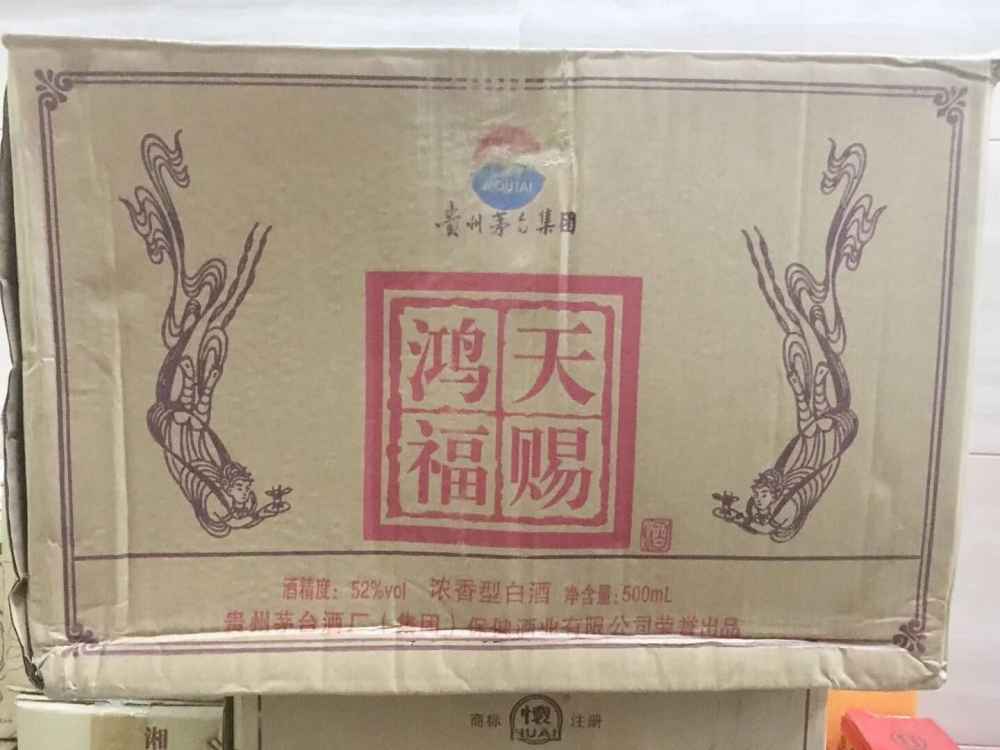 MOUTAI
贵州茅台集团
天赐
鸿福
酒
酒精度：52%vol 浓香型白酒 净含量：500mL
贵州茅台酒厂（集团）保健酒业有限公司荣誉出品
商标 懷 注册
HUAI
湘